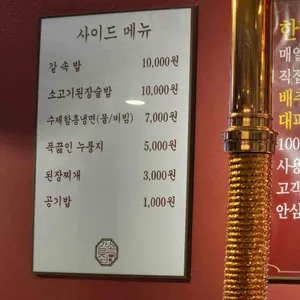 사이드 메뉴
갈속밥 10,000원
소고기된장술밥 10,000원
수제함흥냉면(물/비빔) 7,000원
푹끓인 누룽지 5,000원
된장찌개 3,000원
공기밥 1,000원
한
매일
직접
배추
대파
100
사용
고객
안심